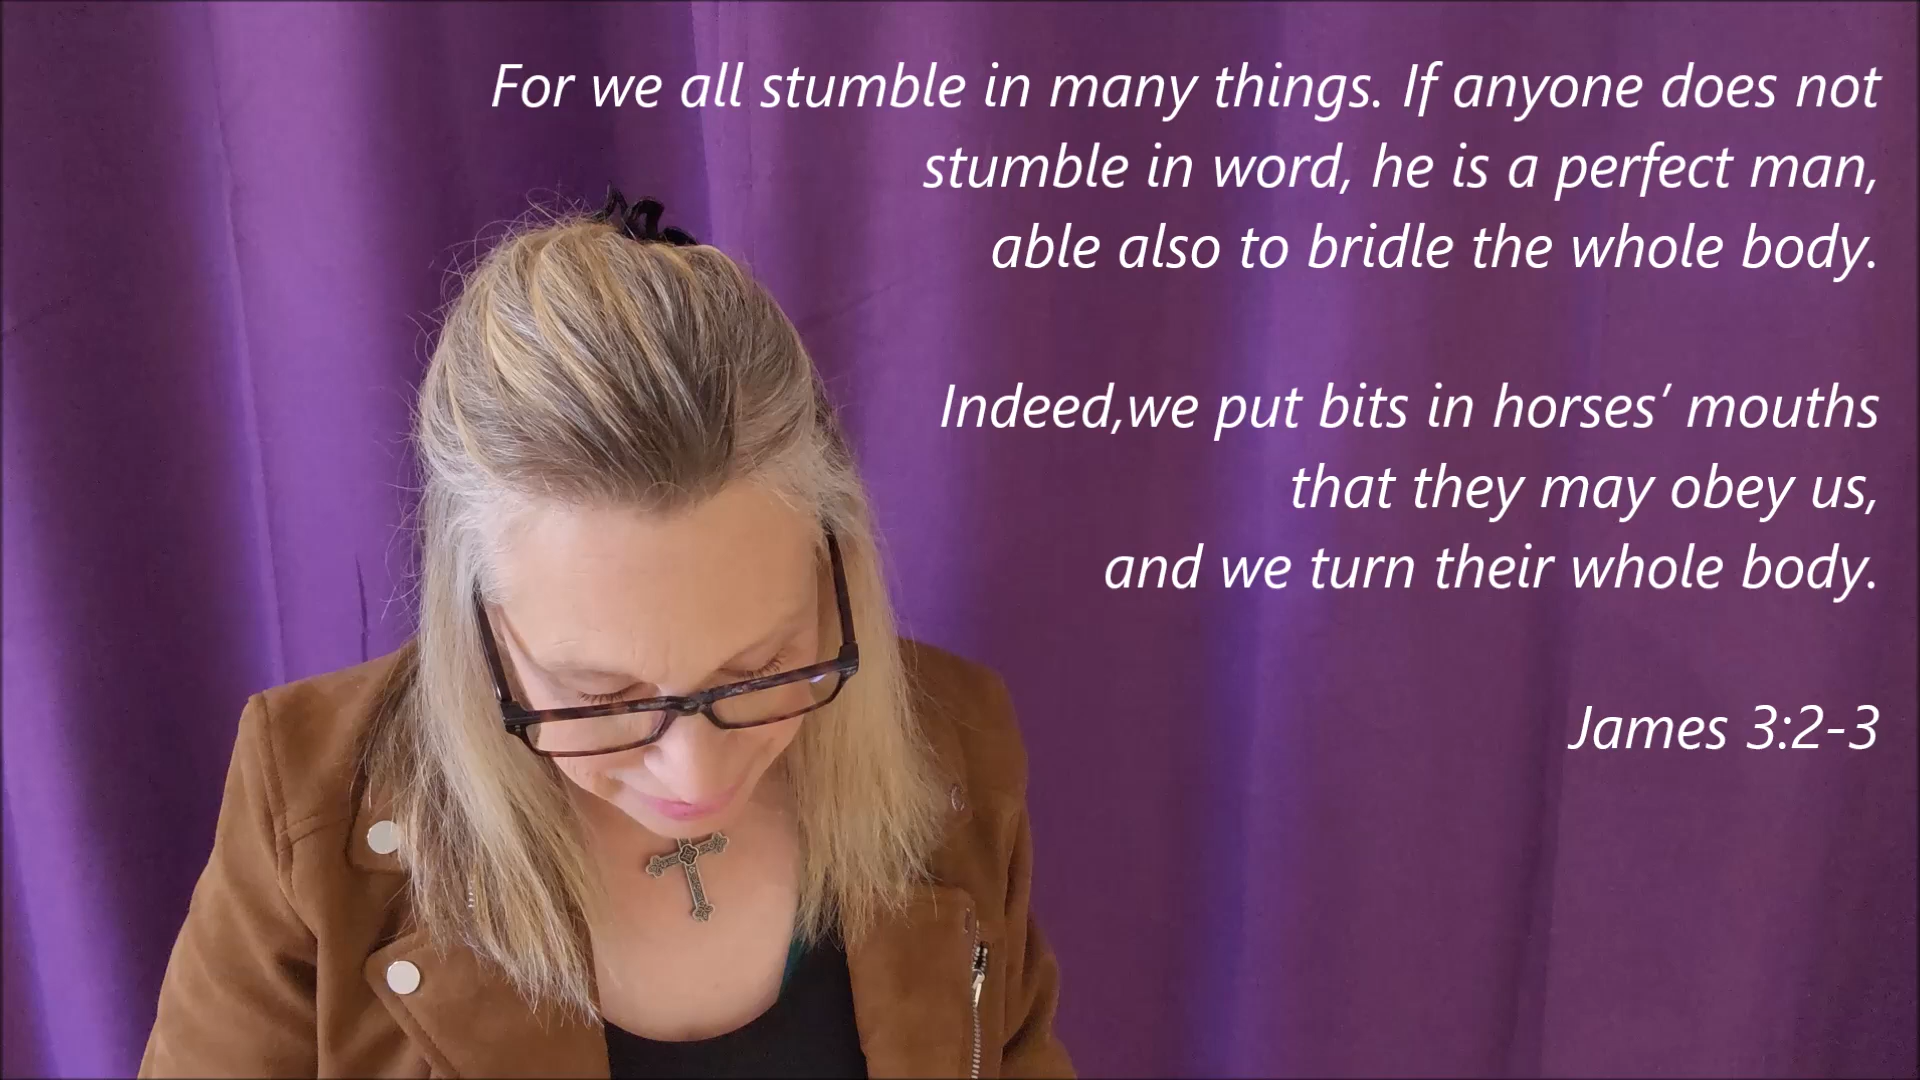 For we all stumble in many things. If anyone does not
stumble in word, he is a perfect man,
able also to bridle the whole body.
Indeed,we put bits in horses’ mouths
that they may obey us,
and we turn their whole body.
James 3:2-3